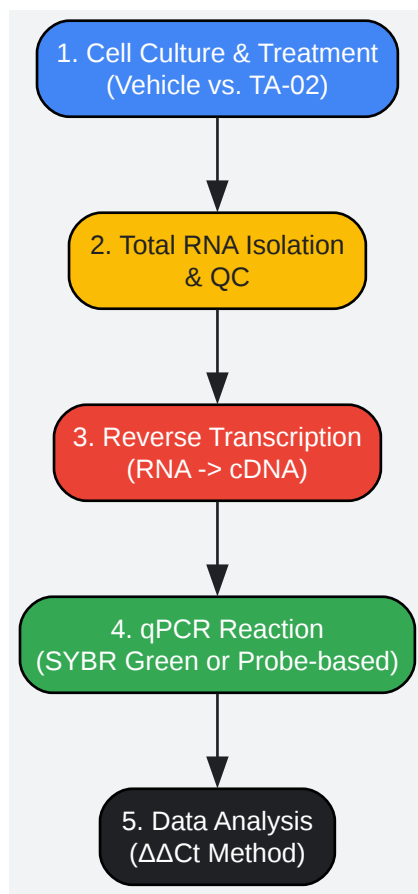 1. Cell Culture & Treatment
(Vehicle vs. TA-02)
2. Total RNA Isolation
& QC
3. Reverse Transcription
(RNA -> cDNA)
4. qPCR Reaction
(SYBR Green or Probe-based)
5. Data Analysis
(ΔΔCt Method)